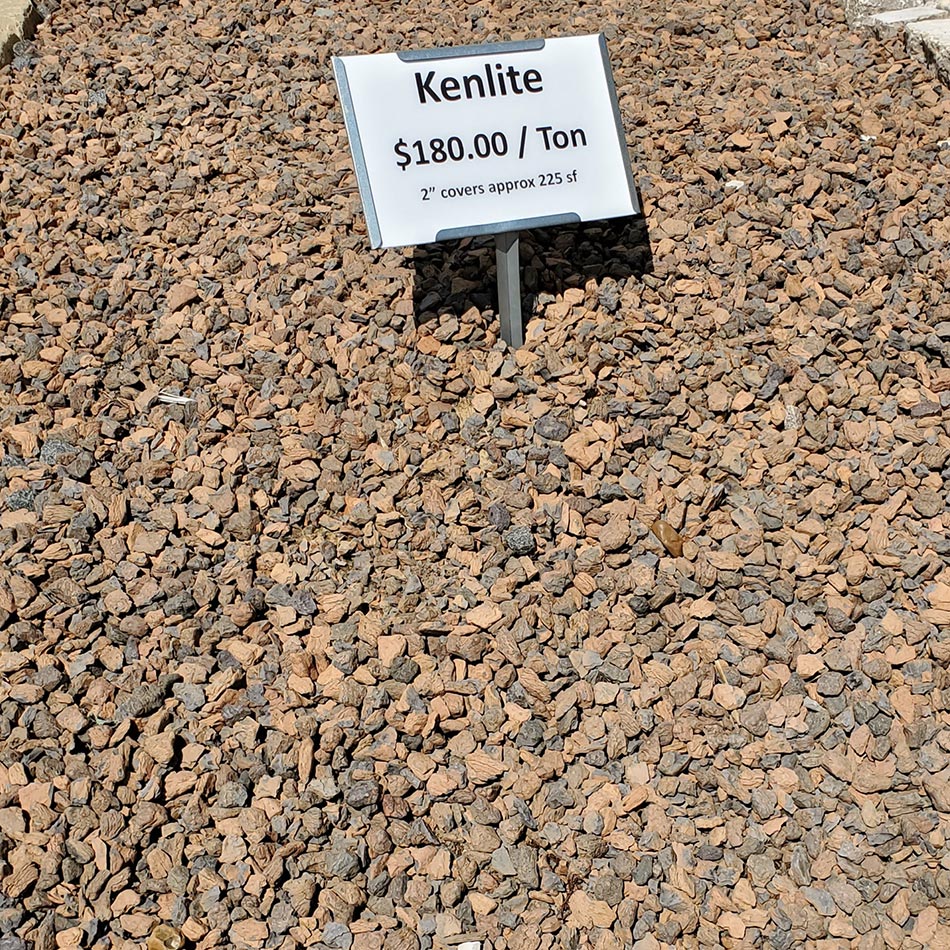 Kenlite
$180.00 / Ton
2” covers approx 225 sf